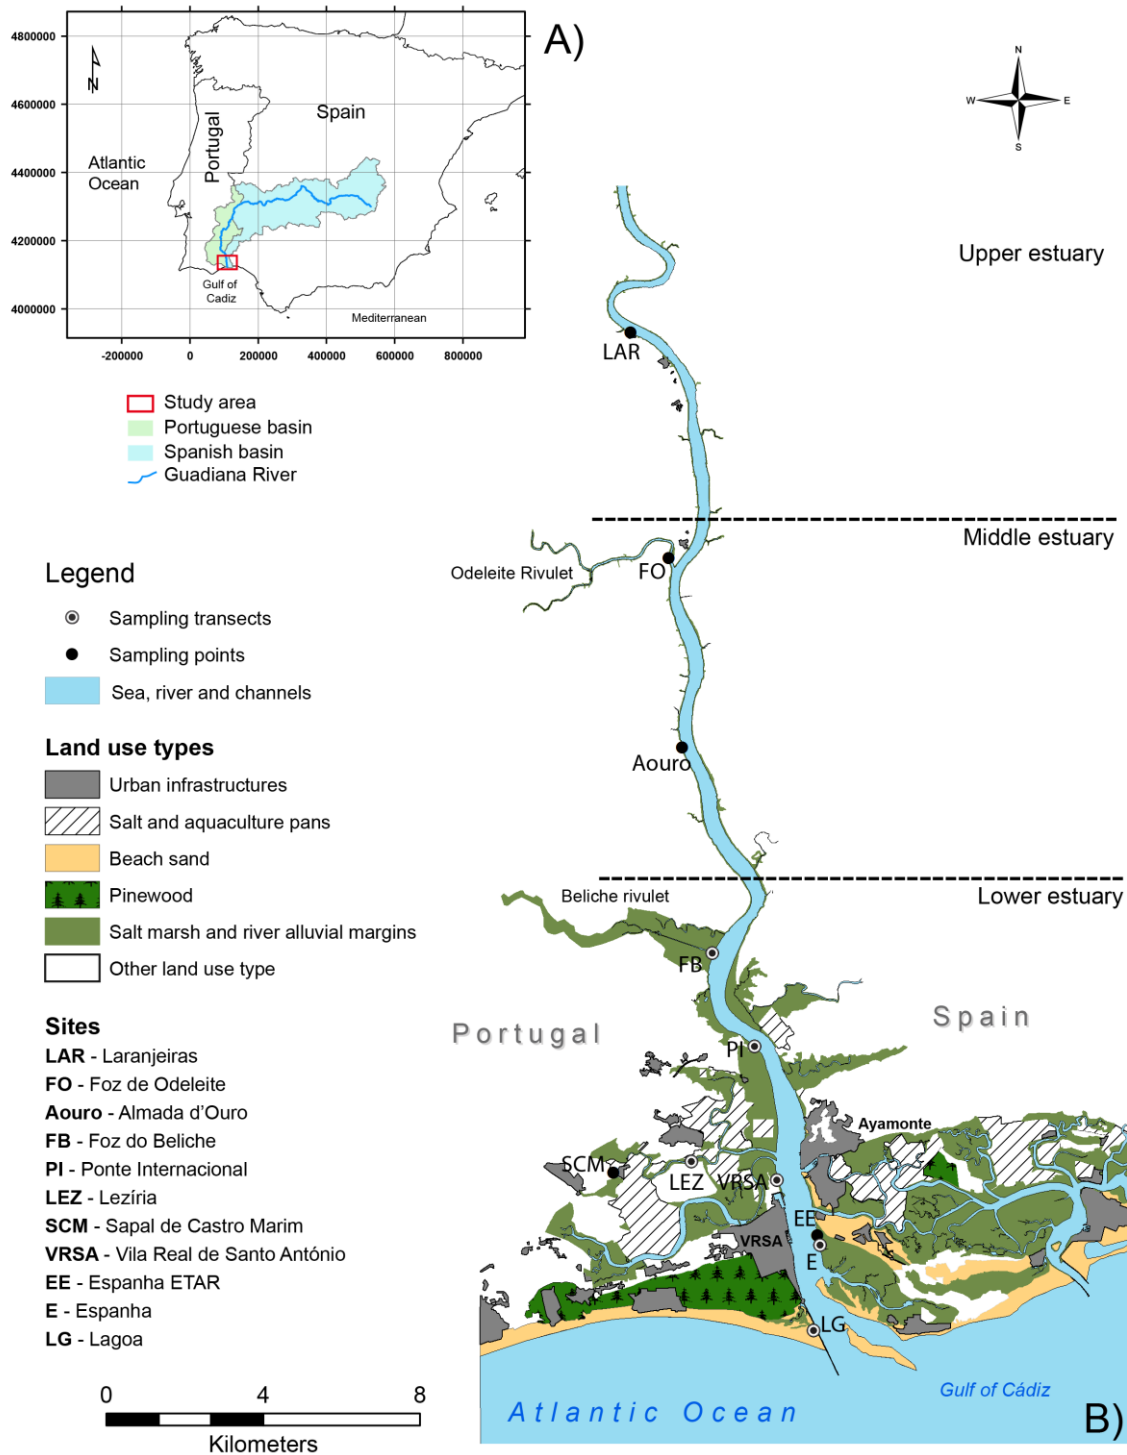 A)
4800000
4600000
4400000
4200000
4000000
-200000
0
200000
400000
600000
800000
N
Spain
Portugal
Atlantic
Ocean
Gulf of
Cadiz
Mediterranean
Study area
Portuguese basin
Spanish basin
Guadiana River
N
W
E
S
Upper estuary
LAR
Middle estuary
FO
Odeleite Rivulet
Aouro
Lower estuary
Beliche rivulet
FB
Portugal
Spain
PI
Ayamonte
SCM
LEZ
VRSA
EE
VRSA
E
LG
Gulf of Cádiz
Atlantic Ocean
B)
Legend
Sampling transects
Sampling points
Sea, river and channels
Land use types
Urban infrastructures
Salt and aquaculture pans
Beach sand
Pinewood
Salt marsh and river alluvial margins
Other land use type
Sites
LAR - Laranjeiras
FO - Foz de Odeleite
Aouro - Almada d'Ouro
FB - Foz do Beliche
PI - Ponte Internacional
LEZ - Lezíria
SCM - Sapal de Castro Marim
VRSA - Vila Real de Santo António
EE - Espanha ETAR
E - Espanha
LG - Lagoa
0
4
8
Kilometers